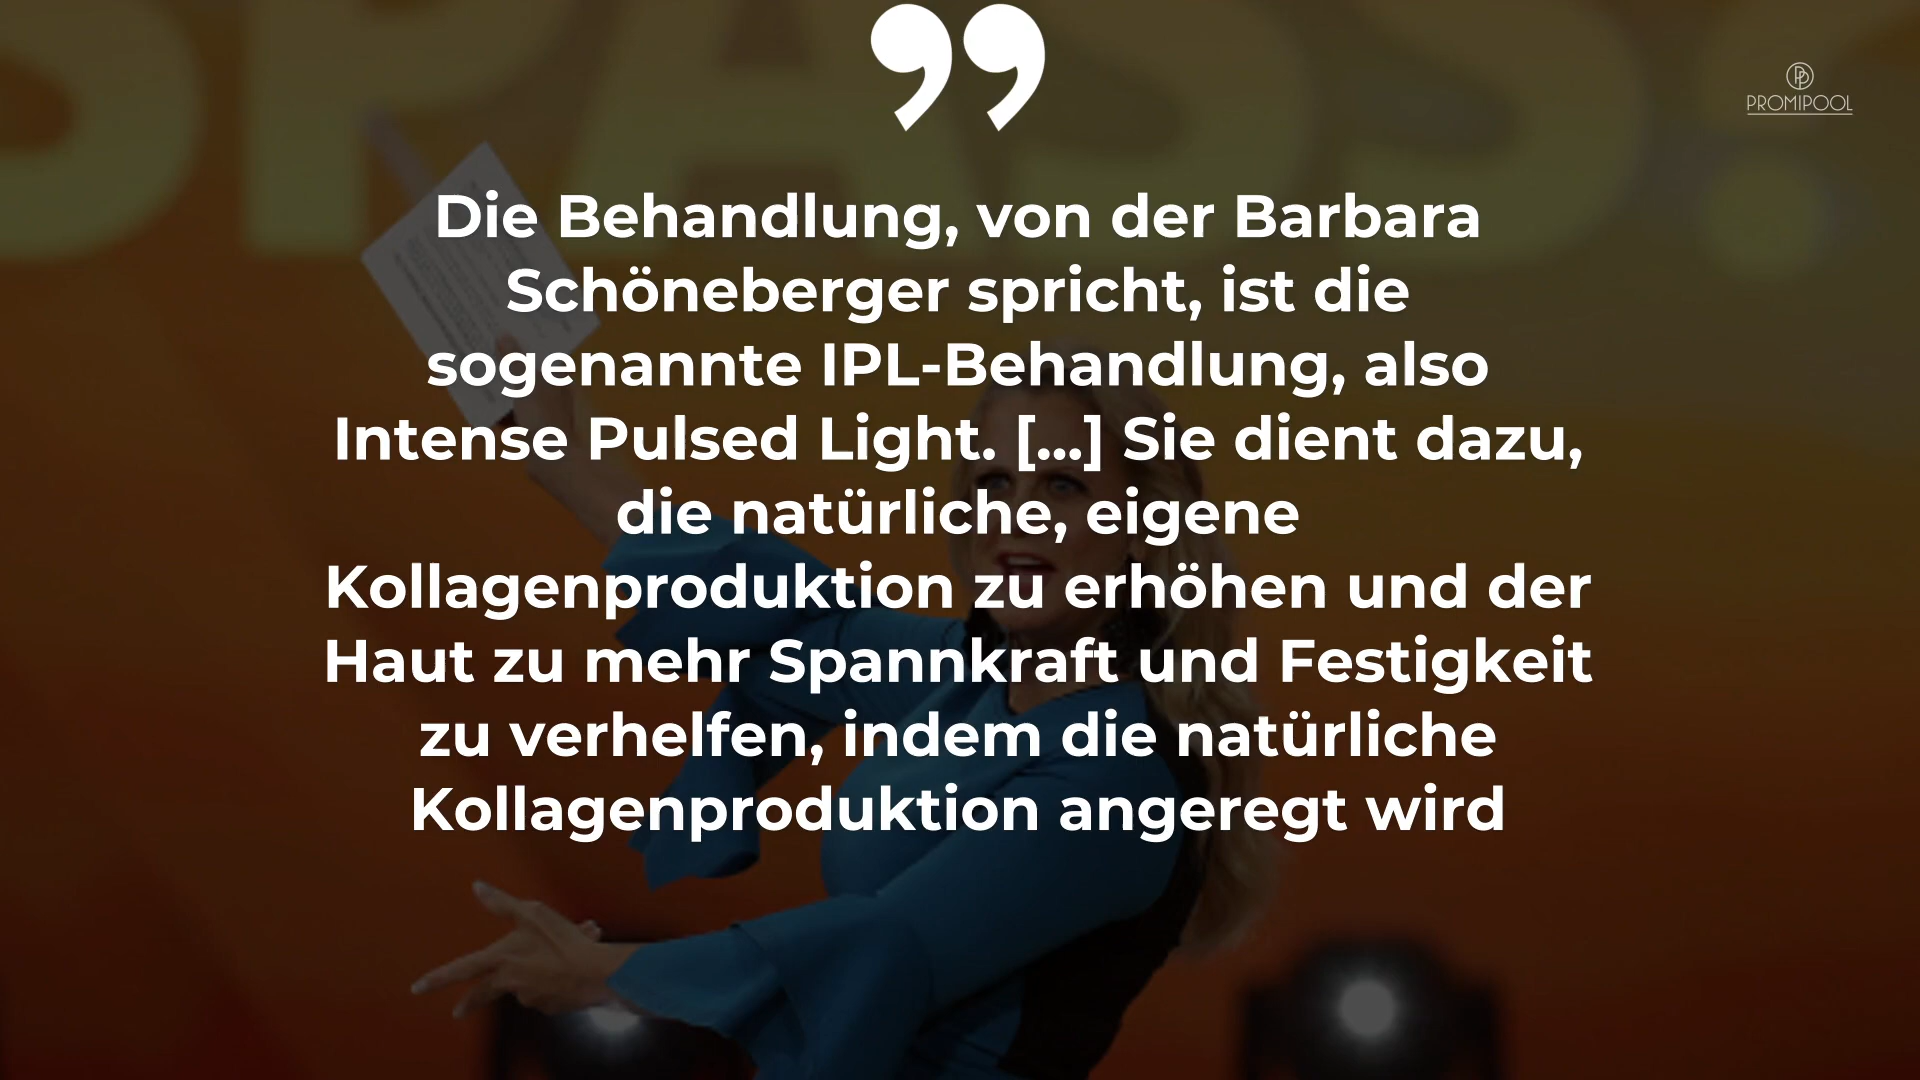 SPASS:
”
PROMIPOOL
Die Behandlung, von der Barbara
Schöneberger spricht, ist die
sogenannte IPL-Behandlung, also
Intense Pulsed Light. [...] Sie dient dazu,
die natürliche, eigene
Kollagenproduktion zu erhöhen und der
Haut zu mehr Spannkraft und Festigkeit
zu verhelfen, indem die natürliche
Kollagenproduktion angeregt wird